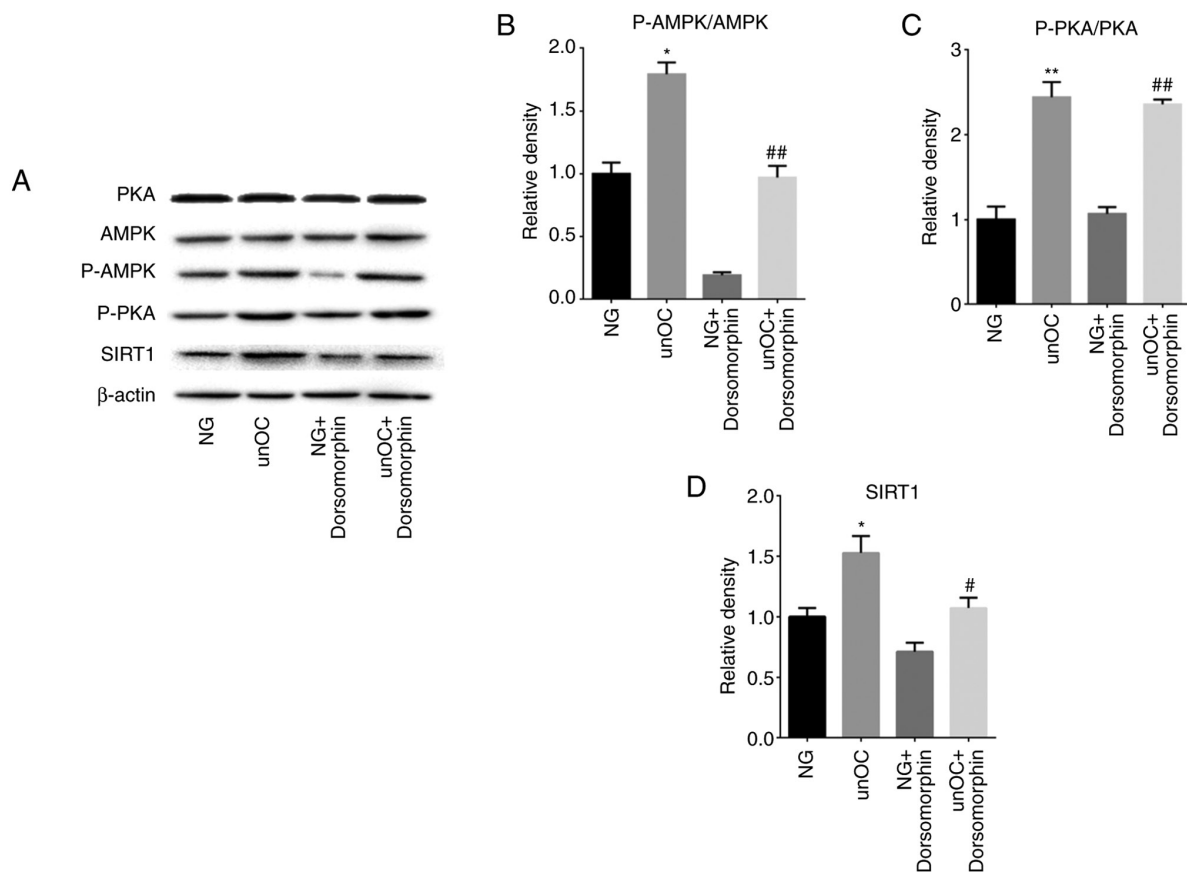 A
PKA
AMPK
P-AMPK
P-PKA
SIRT1
β-actin
NG
unOC
NG+
Dorsomorphin
unOC+
Dorsomorphin
B
P-AMPK/AMPK
Relative density
2.0
1.5
1.0
0.5
0.0
*
##
NG
unOC
NG+
Dorsomorphin
unOC+
Dorsomorphin
C
P-PKA/PKA
Relative density
3
2
1
0
**
##
NG
unOC
NG+
Dorsomorphin
unOC+
Dorsomorphin
D
SIRT1
Relative density
2.0
1.5
1.0
0.5
0.0
*
#
NG
unOC
NG+
Dorsomorphin
unOC+
Dorsomorphin